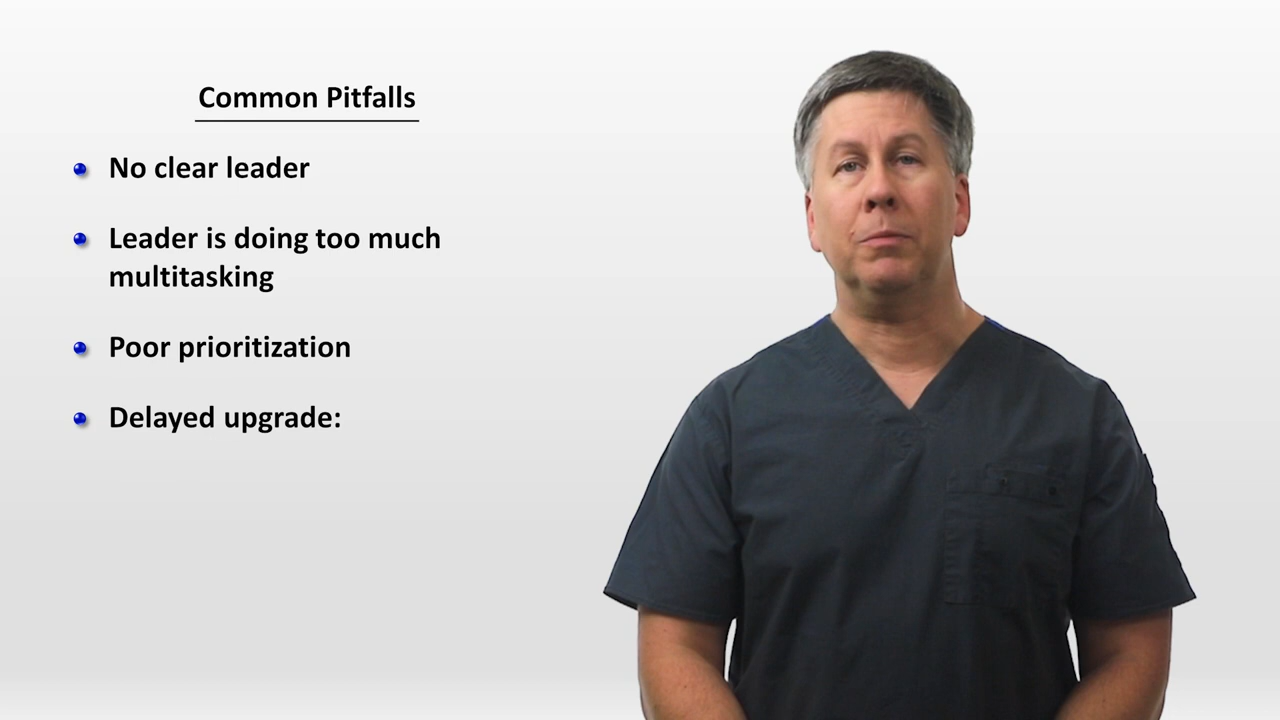 Common Pitfalls
No clear leader
Leader is doing too much
multitasking
Poor prioritization
Delayed upgrade: